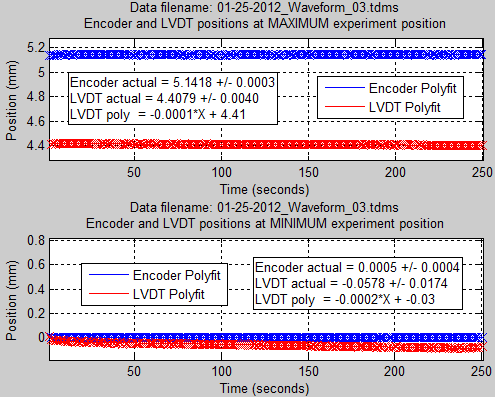 Data filename: 01-25-2012_Waveform_03.tdms
Encoder and LVDT positions at MAXIMUM experiment position
5.2
5
4.8
4.6
4.4
Position (mm)
Encoder actual = 5.1418 +/- 0.0003
LVDT actual = 4.4079 +/- 0.0040
LVDT poly = -0.0001*X + 4.41
Encoder Polyfit
LVDT Polyfit
50 100 150 200 250
Time (seconds)
Data filename: 01-25-2012_Waveform_03.tdms
Encoder and LVDT positions at MINIMUM experiment position
0.8
0.6
0.4
0.2
0
Position (mm)
Encoder Polyfit
LVDT Polyfit
Encoder actual = 0.0005 +/- 0.0004
LVDT actual = -0.0578 +/- 0.0174
LVDT poly = -0.0002*X + -0.03
50 100 150 200 250
Time (seconds)